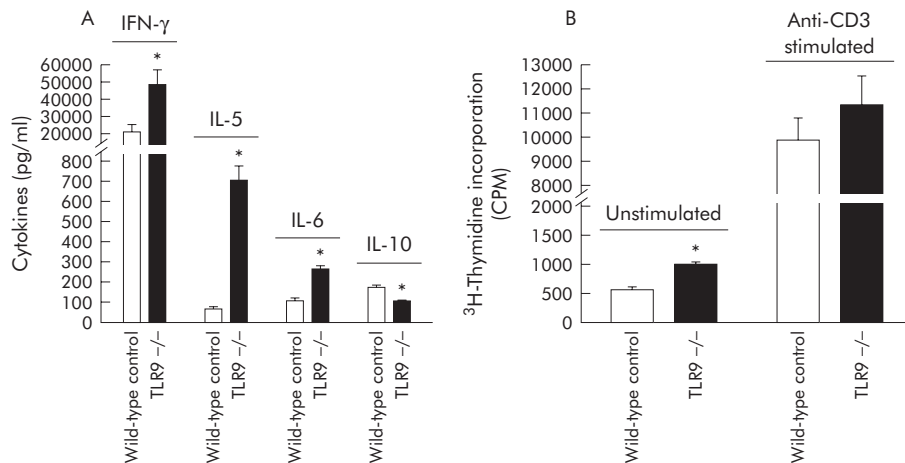 A
IFN-γ
*
60000
50000
40000
30000
20000
800
700
600
500
400
300
200
100
0
Cytokines (pg/ml)
IL-5
*
IL-6
*
IL-10
*
Wild-type control
TLR9 –/–
Wild-type control
TLR9 –/–
Wild-type control
TLR9 –/–
Wild-type control
TLR9 –/–
B
Anti-CD3
stimulated
13000
12000
11000
10000
9000
8000
2000
1500
1000
500
0
³H-Thymidine incorporation
(CPM)
Unstimulated
*
Wild-type control
TLR9 –/–
Wild-type control
TLR9 –/–